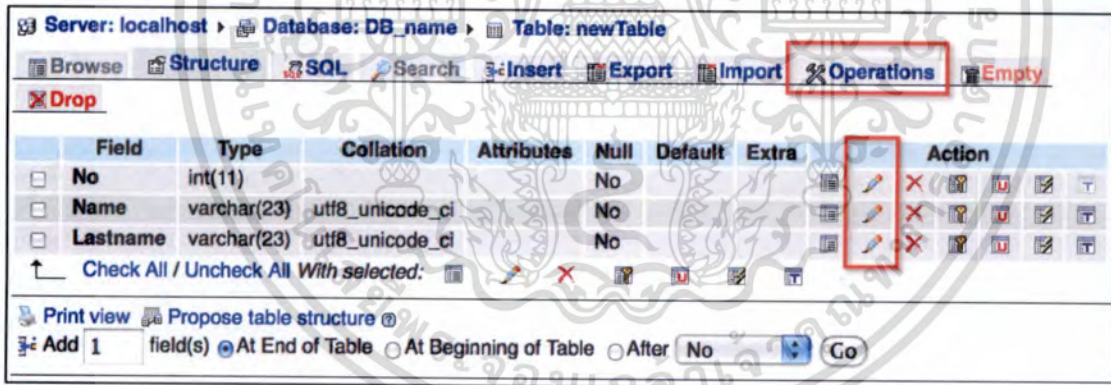 Server: localhost ▸ Database: DB_name ▸ Table: newTable
Browse Structure SQL Search Insert Export Import Operations Empty
Drop
Field Type Collation Attributes Null Default Extra Action
No int(11) No
Name varchar(23) utf8_unicode_ci No
Lastname varchar(23) utf8_unicode_ci No
Check All / Uncheck All With selected:
Print view Propose table structure
Add 1 field(s) At End of Table At Beginning of Table After No Go